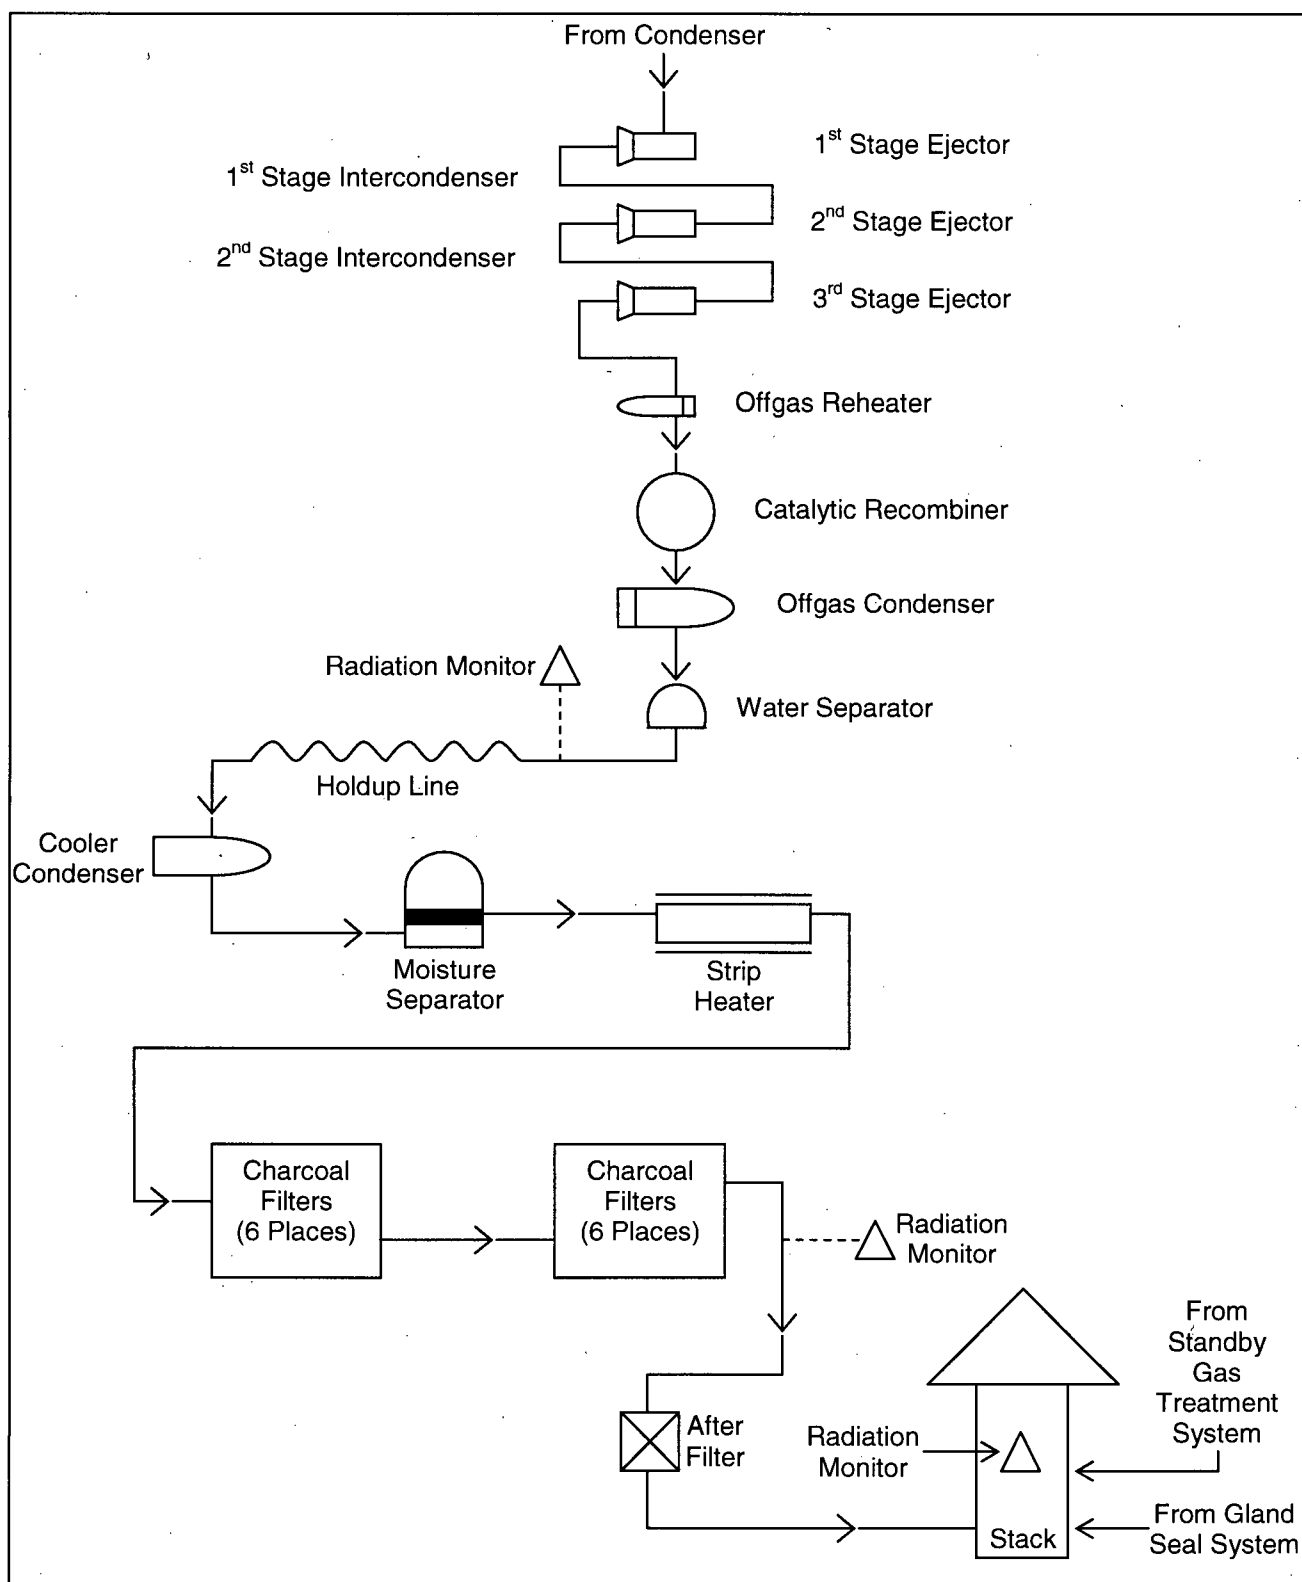 From Condenser
1st Stage Ejector
1st Stage Intercondenser
2nd Stage Ejector
2nd Stage Intercondenser
3rd Stage Ejector
Offgas Reheater
Catalytic Recombiner
Offgas Condenser
Radiation Monitor
Water Separator
Holdup Line
Cooler
Condenser
Moisture
Separator
Strip
Heater
Charcoal
Filters
(6 Places)
Charcoal
Filters
(6 Places)
Radiation
Monitor
From
Standby
Gas
Treatment
System
After
Filter
Radiation
Monitor
From Gland
Seal System
Stack